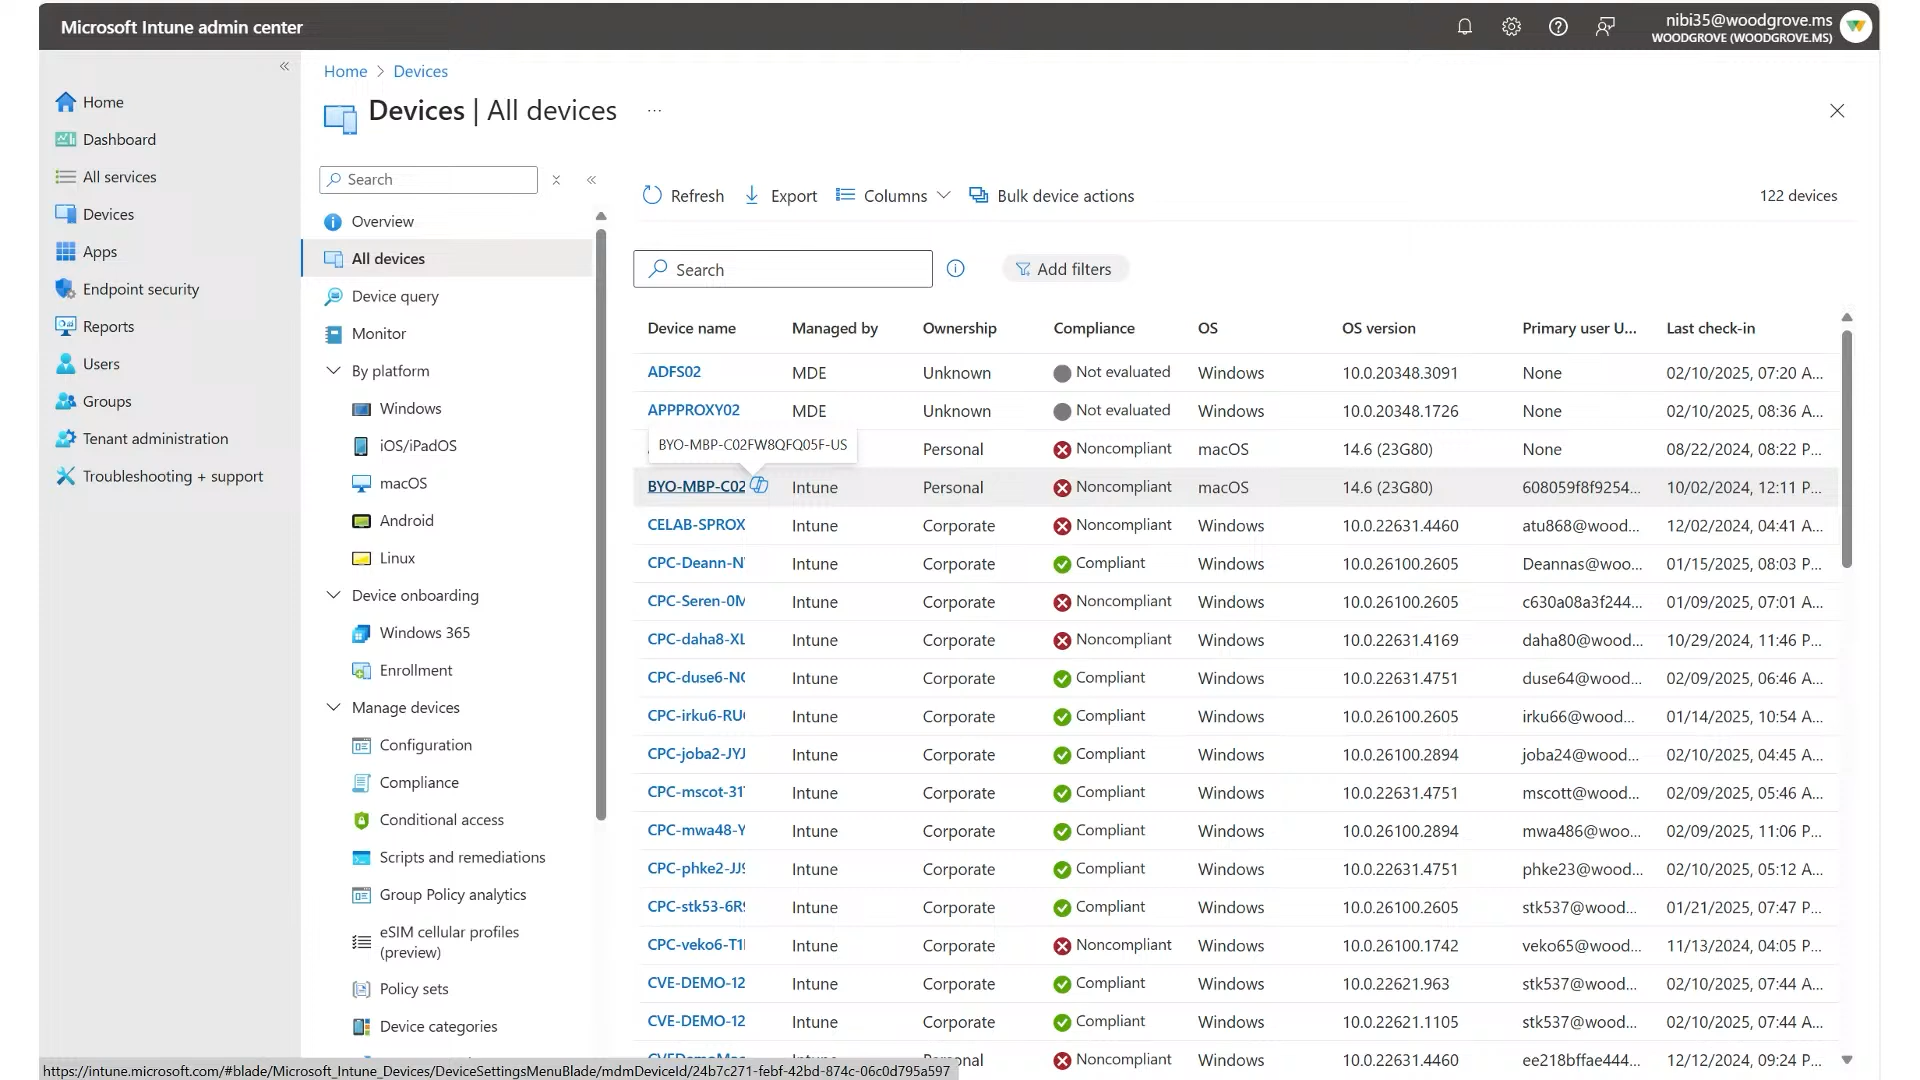 Microsoft Intune admin center
nibi35@woodgrove.ms
WOODGROVE (WOODGROVE.MS)
Home
Dashboard
All services
Devices
Apps
Endpoint security
Reports
Users
Groups
Tenant administration
Troubleshooting + support
Home > Devices
Devices | All devices ...
Search
Overview
All devices
Device query
Monitor
By platform
Windows
iOS/iPadOS
macOS
Android
Linux
Device onboarding
Windows 365
Enrollment
Manage devices
Configuration
Compliance
Conditional access
Scripts and remediations
Group Policy analytics
eSIM cellular profiles
(preview)
Policy sets
Device categories
Refresh Export Columns Bulk device actions 122 devices
Search Add filters
Device name Managed by Ownership Compliance OS OS version Primary user U... Last check-in
ADFS02 MDE Unknown Not evaluated Windows 10.0.20348.3091 None 02/10/2025, 07:20 A...
APPPROXY02 MDE Unknown Not evaluated Windows 10.0.20348.1726 None 02/10/2025, 08:36 A...
BYO-MBP-C02FW8QFQ05F-US Personal Noncompliant macOS 14.6 (23G80) 08/22/2024, 08:22 P...
BYO-MBP-C02 Intune Personal Noncompliant macOS 14.6 (23G80) 608059f8f9254... 10/02/2024, 12:11 P...
CELAB-SPROX Intune Corporate Noncompliant Windows 10.0.22631.4460 atu868@wood... 12/02/2024, 04:41 A...
CPC-Deann-N Intune Corporate Compliant Windows 10.0.26100.2605 Deannas@woo... 01/15/2025, 08:03 P...
CPC-Seren-0M Intune Corporate Noncompliant Windows 10.0.26100.2605 c630a08a3f244... 01/09/2025, 07:01 A...
CPC-daha8-XL Intune Corporate Noncompliant Windows 10.0.22631.4169 daha80@wood... 10/29/2024, 11:46 P...
CPC-duse6-NC Intune Corporate Compliant Windows 10.0.22631.4751 duse64@wood... 02/09/2025, 06:46 A...
CPC-irku6-RU Intune Corporate Compliant Windows 10.0.26100.2605 irku66@wood... 01/14/2025, 10:54 A...
CPC-joba2-JYJ Intune Corporate Compliant Windows 10.0.26100.2894 joba24@wood... 02/10/2025, 04:45 A...
CPC-mscot-31 Intune Corporate Compliant Windows 10.0.22631.4751 mscott@wood... 02/09/2025, 05:46 A...
CPC-mwa48-Y Intune Corporate Compliant Windows 10.0.26100.2894 mwa486@woo... 02/09/2025, 11:06 P...
CPC-phke2-JJ9 Intune Corporate Compliant Windows 10.0.22631.4751 phke23@wood... 02/10/2025, 05:12 A...
CPC-stk53-6R9 Intune Corporate Compliant Windows 10.0.26100.2605 stk537@wood... 01/21/2025, 07:47 P...
CPC-veko6-T1 Intune Corporate Noncompliant Windows 10.0.26100.1742 veko65@wood... 11/13/2024, 04:05 P...
CVE-DEMO-12 Intune Corporate Compliant Windows 10.0.22621.963 stk537@wood... 02/10/2025, 07:44 A...
CVE-DEMO-12 Intune Corporate Compliant Windows 10.0.22621.1105 stk537@wood... 02/10/2025, 07:44 A...
Personal Noncompliant Windows 10.0.22631.4460 ee218bffae444... 12/12/2024, 09:24 P...
https://intune.microsoft.com/#blade/Microsoft_Intune_Devices/DeviceSettingsMenuBlade/mdmDeviceId/24b7c271-febf-42bd-874c-06c0d795a597